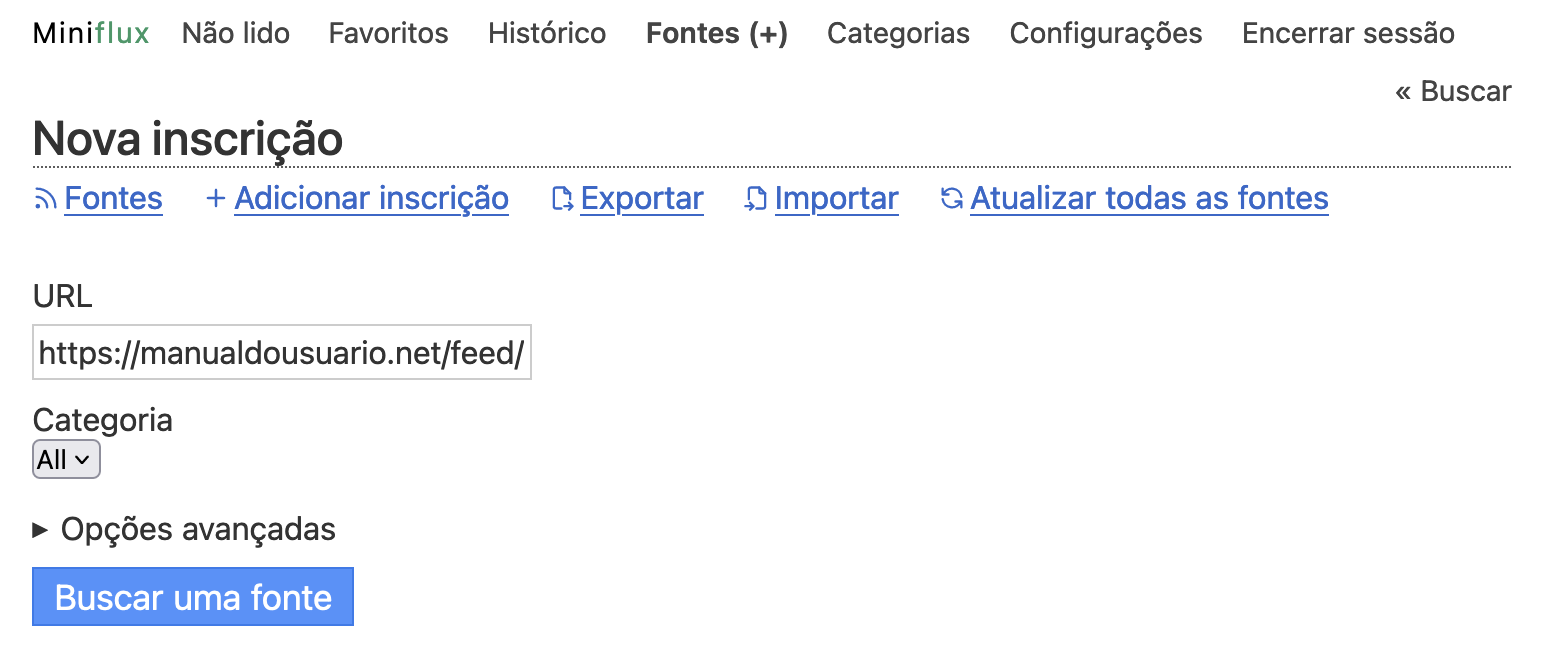 Miniflux Não lido Favoritos Histórico Fontes (+) Categorias Configurações Encerrar sessão
« Buscar
Nova inscrição
Fontes + Adicionar inscrição Exportar Importar Atualizar todas as fontes
URL
https://manualdousuario.net/feed/
Categoria
All
▶ Opções avançadas
Buscar uma fonte